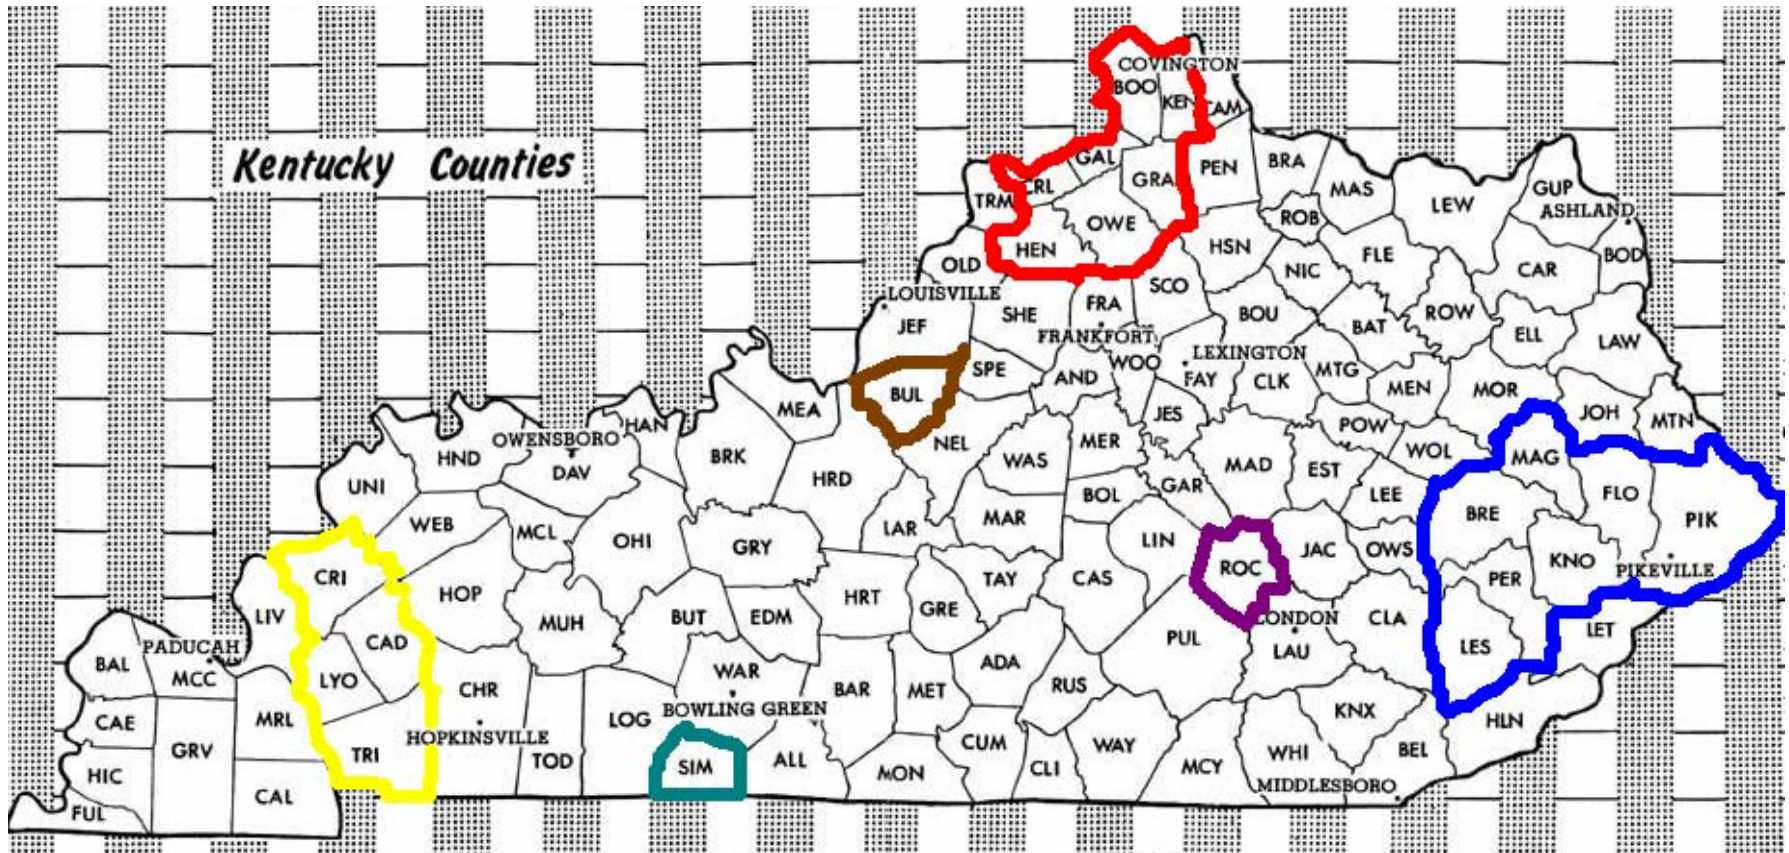 COVINGTON
BOO
KEN
CAM
Kentucky Counties
GAL
GRA
PEN
BRA
MAS
LEW
GUP
ASHLAND
TRM
CRL
OWE
ROB
HEN
HSN
FLE
CAR
BOD
OLD
NIC
SCO
LOUISVILLE
JEF
SHE
FRA
BOU
BAT
ROW
ELL
LAW
FRANKFORT
LEXINGTON
SPE
AND
WOO
FAY
CLK
MTG
MEN
MOR
BUL
MEA
JES
POW
JOH
MTN
HAN
OWENSBORO
HND
DAV
BRK
NEL
MER
WAS
MAD
EST
WOL
MAG
UNI
HRD
BOL
GAR
LEE
FLO
WEB
MCL
OHI
GRY
LAR
MAR
LIN
JAC
OWS
BRE
PIK
CRI
HOP
TAY
CAS
ROC
KNO
PIKEVILLE
PER
LIV
MUH
BUT
EDM
HRT
GRE
LONDON
CLA
LET
PUL
CAD
PADUCAH
BAL
MCC
LYO
CHR
WAR
BAR
MET
ADA
RUS
LAU
LES
CAE
MRL
LOG
BOWLING GREEN
KNX
HLN
GRV
TRI
HOPKINSVILLE
TOD
SIM
ALL
CUM
WAY
WHI
BEL
HIC
CAL
MON
CLI
MCY
MIDDLESBORO
FUL